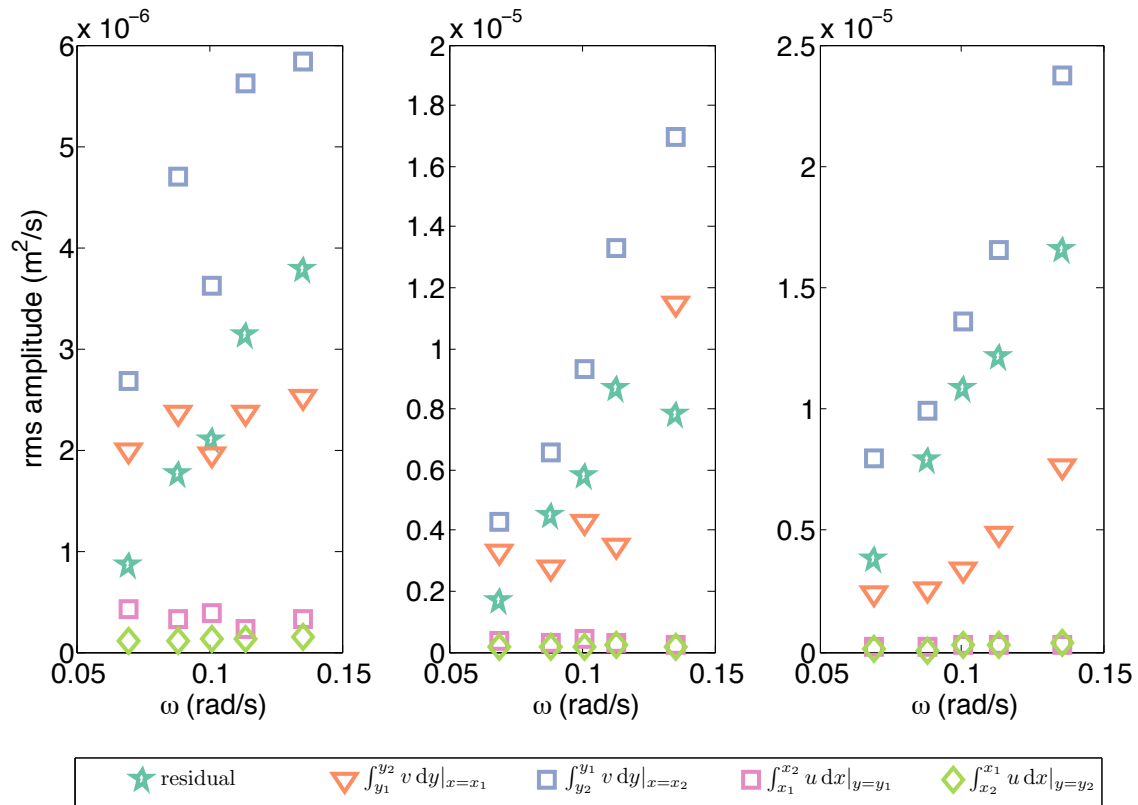 x 10⁻⁶
x 10⁻⁵
x 10⁻⁵
rms amplitude (m²/s)
6
5
4
3
2
1
0
0.05 0.1 0.15
ω (rad/s)
2
1.8
1.6
1.4
1.2
1
0.8
0.6
0.4
0.2
0
0.05 0.1 0.15
ω (rad/s)
2.5
2
1.5
1
0.5
0
0.05 0.1 0.15
ω (rad/s)
residual ∫_{y₁}^{y₂} v dy|_{x=x₁} ∫_{y₂}^{y₁} v dy|_{x=x₂} ∫_{x₁}^{x₂} u dx|_{y=y₁} ∫_{x₂}^{x₁} u dx|_{y=y₂}